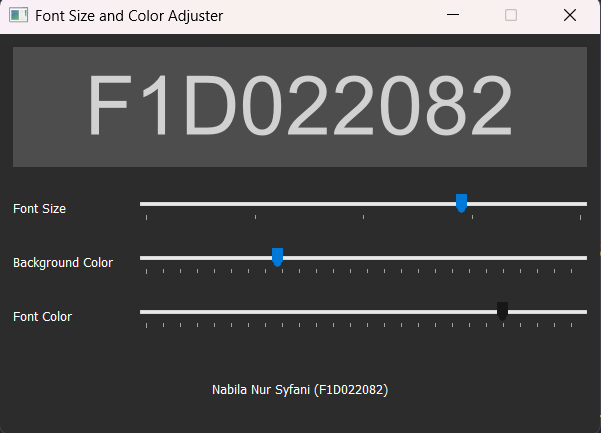 Font Size and Color Adjuster
F1D022082
Font Size
Background Color
Font Color
Nabila Nur Syfani (F1D022082)